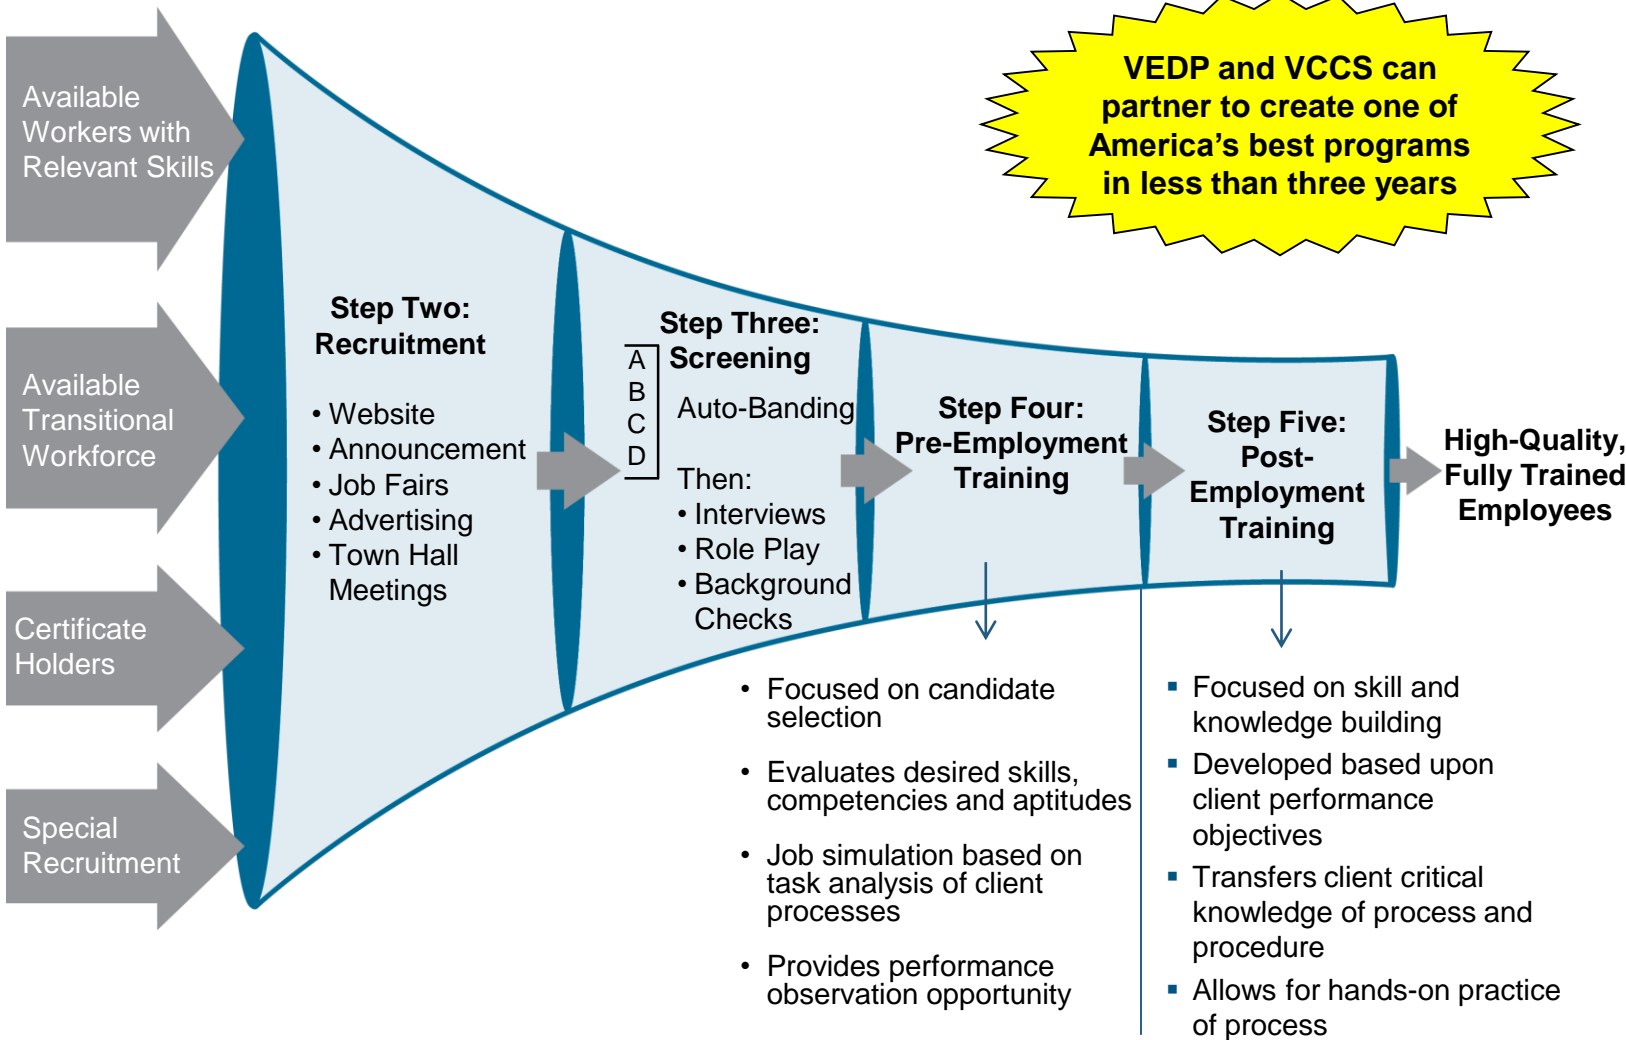 VEDP and VCCS can
partner to create one of
America's best programs
in less than three years
Available
Workers with
Relevant Skills
Available
Transitional
Workforce
Certificate
Holders
Special
Recruitment
Step Two:
Recruitment
• Website
• Announcement
• Job Fairs
• Advertising
• Town Hall
Meetings
Step Three:
Screening
A
B
C
D
Auto-Banding
Then:
• Interviews
• Role Play
• Background
Checks
Step Four:
Pre-Employment
Training
Step Five:
Post-
Employment
Training
High-Quality,
Fully Trained
Employees
• Focused on candidate
selection
• Evaluates desired skills,
competencies and aptitudes
• Job simulation based on
task analysis of client
processes
• Provides performance
observation opportunity
▪ Focused on skill and
knowledge building
▪ Developed based upon
client performance
objectives
▪ Transfers client critical
knowledge of process and
procedure
▪ Allows for hands-on practice
of process